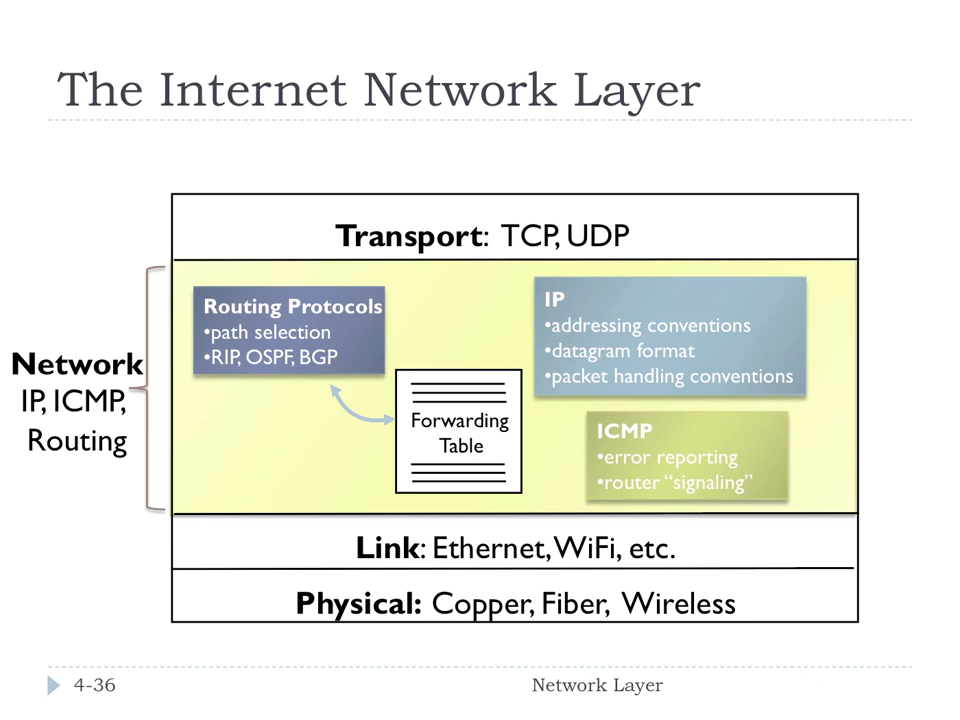 The Internet Network Layer
Transport: TCP, UDP
Network
IP, ICMP,
Routing
Routing Protocols
•path selection
•RIP, OSPF, BGP
Forwarding
Table
IP
•addressing conventions
•datagram format
•packet handling conventions
ICMP
•error reporting
•router “signaling”
Link: Ethernet, WiFi, etc.
Physical: Copper, Fiber, Wireless
4-36
Network Layer